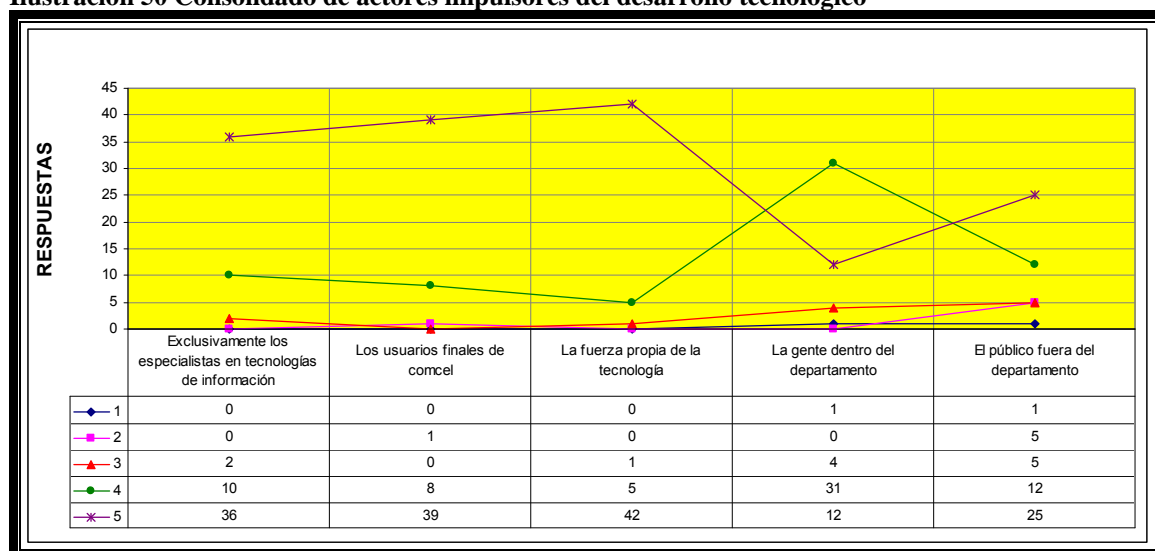 Ilustración 50 Consolidado de actores impulsores del desarrollo tecnológico
45
40
35
30
25
20
15
10
5
0
RESPUESTAS
Exclusivamente los
especialistas en tecnologías
de información
Los usuarios finales de
comcel
La fuerza propia de la
tecnología
La gente dentro del
departamento
El público fuera del
departamento
1 0 0 0 1 1
2 0 1 0 0 5
3 2 0 1 4 5
4 10 8 5 31 12
5 36 39 42 12 25